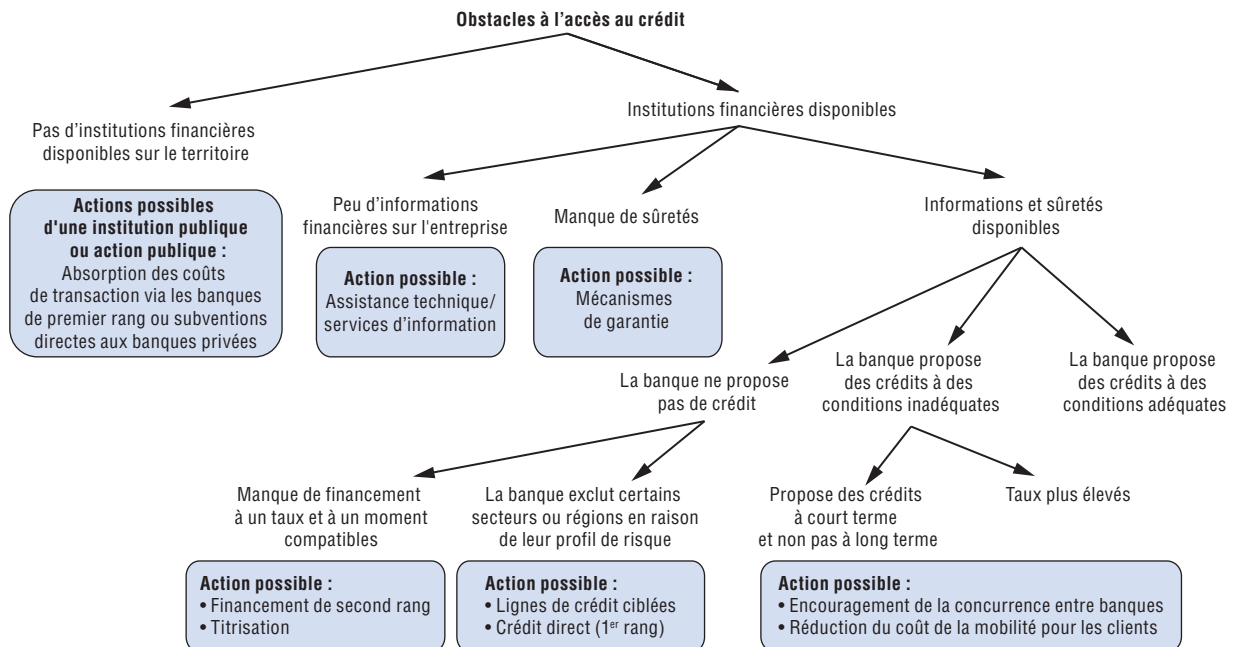 Obstacles à l’accès au crédit
Pas d’institutions financières
disponibles sur le territoire
Institutions financières disponibles
Actions possibles
d'une institution publique
ou action publique :
Absorption des coûts
de transaction via les banques
de premier rang ou subventions
directes aux banques privées
Peu d’informations
financières sur l'entreprise
Action possible :
Assistance technique/
services d’information
Manque de sûretés
Action possible :
Mécanismes
de garantie
Informations et sûretés
disponibles
La banque ne propose
pas de crédit
La banque propose
des crédits à des
conditions inadéquates
La banque propose
des crédits à des
conditions adéquates
Manque de financement
à un taux et à un moment
compatibles
La banque exclut certains
secteurs ou régions en raison
de leur profil de risque
Propose des crédits
à court terme
et non pas à long terme
Taux plus élevés
Action possible :
• Financement de second rang
• Titrisation
Action possible :
• Lignes de crédit ciblées
• Crédit direct (1er rang)
Action possible :
• Encouragement de la concurrence entre banques
• Réduction du coût de la mobilité pour les clients